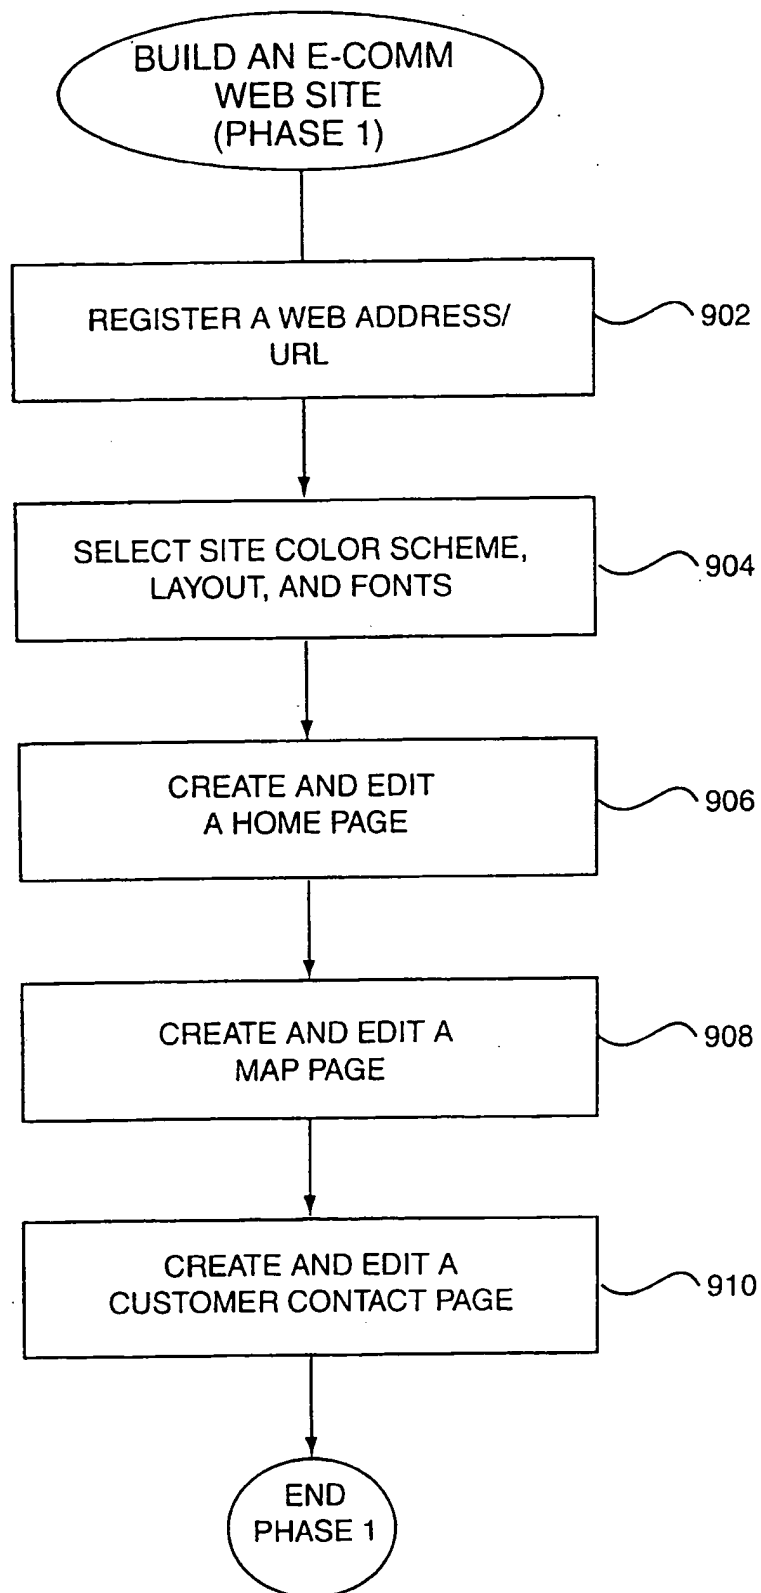 BUILD AN E-COMM
WEB SITE
(PHASE 1)
REGISTER A WEB ADDRESS/
URL
902
SELECT SITE COLOR SCHEME,
LAYOUT, AND FONTS
904
CREATE AND EDIT
A HOME PAGE
906
CREATE AND EDIT A
MAP PAGE
908
CREATE AND EDIT A
CUSTOMER CONTACT PAGE
910
END
PHASE 1